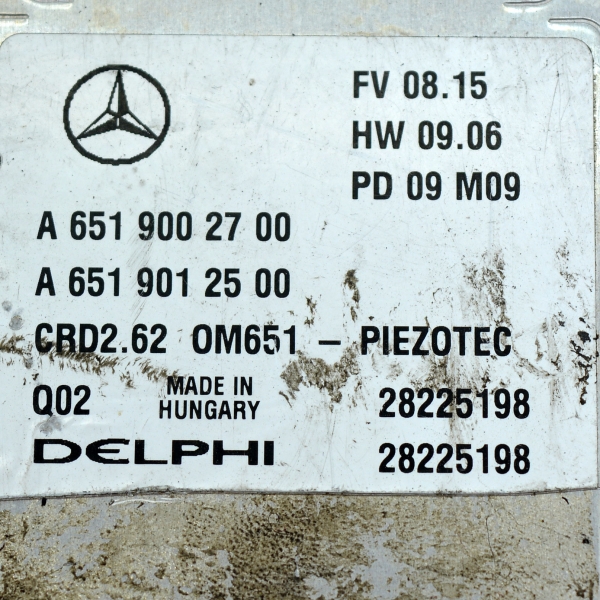 FV 08.15
HW 09.06
PD 09 M09
A 651 900 27 00
A 651 901 25 00
CRD2.62 OM651 - PIEZOTEC
Q02 MADE IN HUNGARY 28225198
DELPHI 28225198